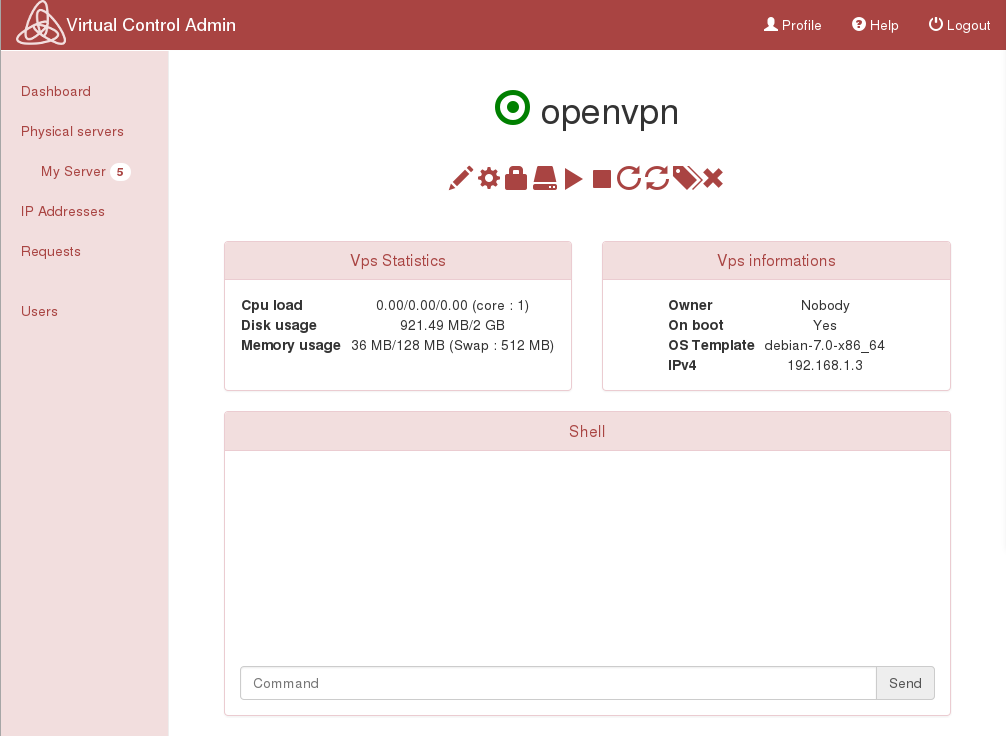 Virtual Control Admin
Profile
Help
Logout
Dashboard
Physical servers
My Server 5
IP Addresses
Requests
Users
openvpn
Vps Statistics
Cpu load 0.00/0.00/0.00 (core : 1)
Disk usage 921.49 MB/2 GB
Memory usage 36 MB/128 MB (Swap : 512 MB)
Vps informations
Owner Nobody
On boot Yes
OS Template debian-7.0-x86_64
IPv4 192.168.1.3
Shell
Command
Send